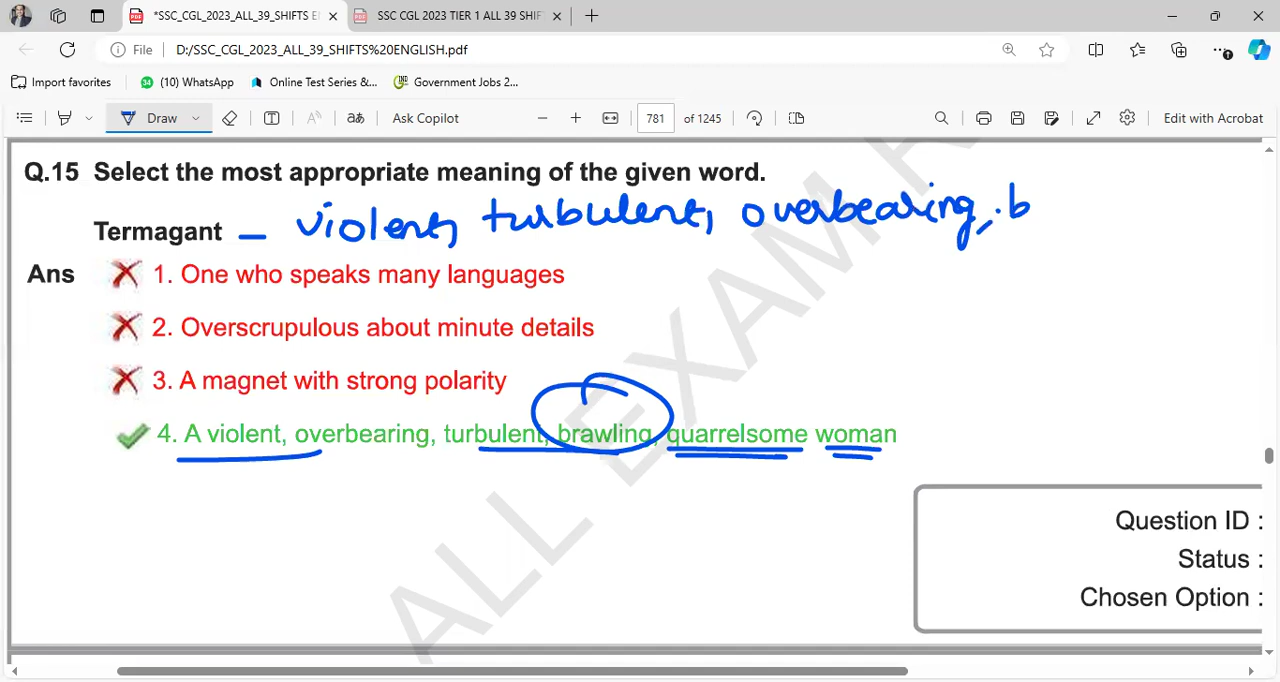 *SSC_CGL_2023_ALL_39_SHIFTS E
SSC CGL 2023 TIER 1 ALL 39 SHIF
File
D:/SSC_CGL_2023_ALL_39_SHIFTS%20ENGLISH.pdf
Import favorites
(10) WhatsApp
Online Test Series &...
Government Jobs 2...
Draw
Ask Copilot
781 of 1245
Edit with Acrobat
Q.15 Select the most appropriate meaning of the given word.
Termagant – violent, turbulent, overbearing, b
Ans 1. One who speaks many languages
2. Overscrupulous about minute details
3. A magnet with strong polarity
4. A violent, overbearing, turbulent, brawling, quarrelsome woman
ALL EXAM R
Question ID :
Status :
Chosen Option :